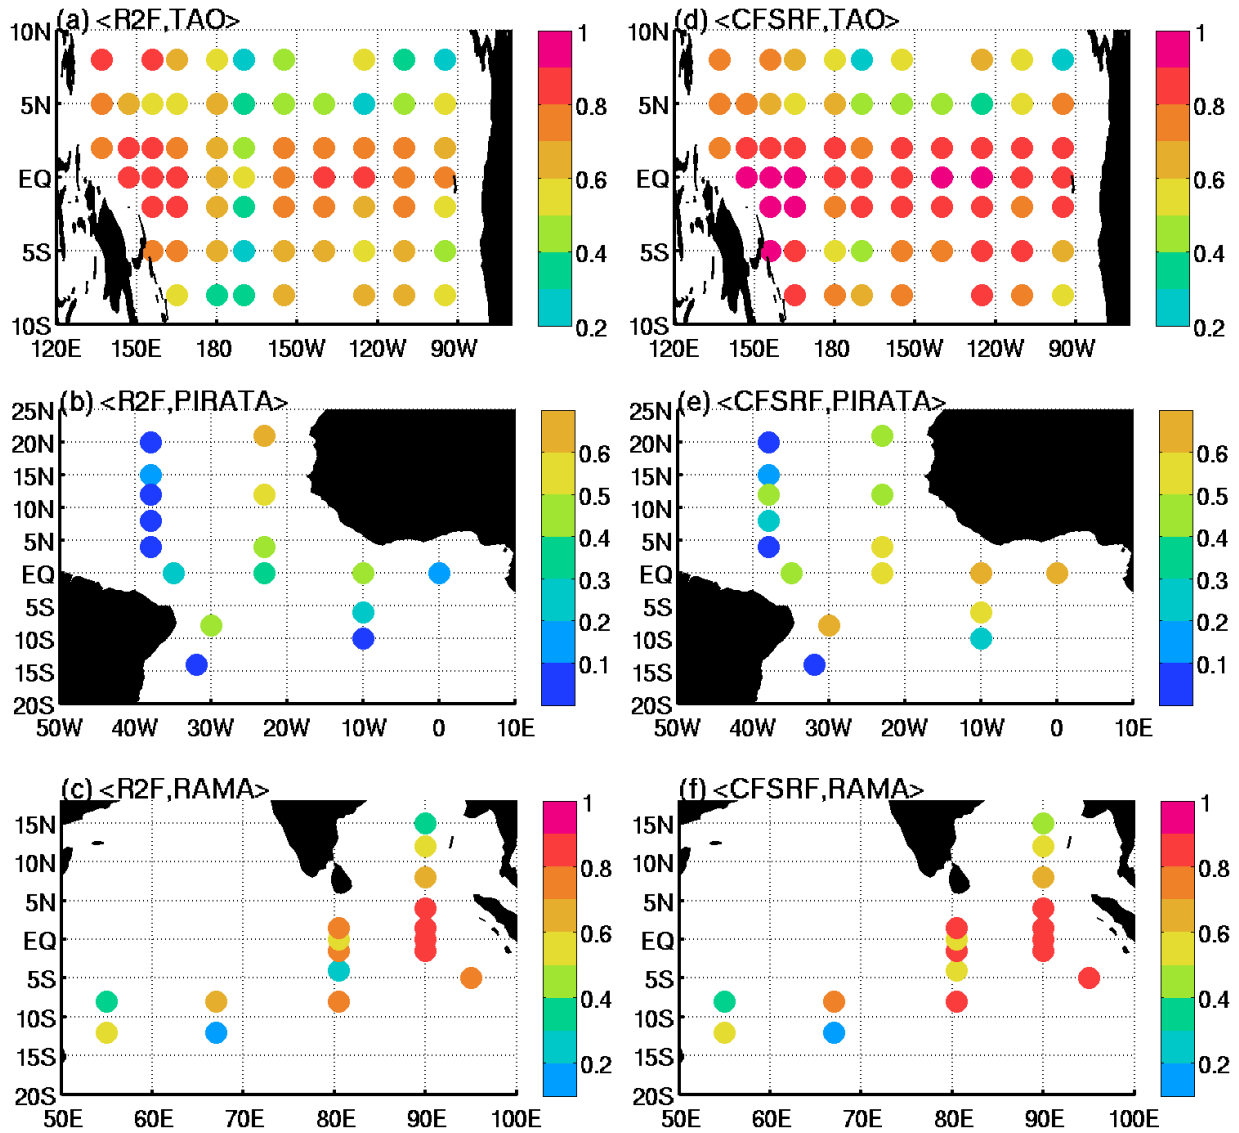 (a) <R2F,TAO>
10N
5N
EQ
5S
10S
120E 150E 180 150W 120W 90W
1
0.8
0.6
0.4
0.2
(d) <CFSRF,TAO>
10N
5N
EQ
5S
10S
120E 150E 180 150W 120W 90W
1
0.8
0.6
0.4
0.2
(b) <R2F,PIRATA>
25N
20N
15N
10N
5N
EQ
5S
10S
15S
20S
50W 40W 30W 20W 10W 0 10E
0.6
0.5
0.4
0.3
0.2
0.1
(e) <CFSRF,PIRATA>
25N
20N
15N
10N
5N
EQ
5S
10S
15S
20S
50W 40W 30W 20W 10W 0 10E
0.6
0.5
0.4
0.3
0.2
0.1
(c) <R2F,RAMA>
15N
10N
5N
EQ
5S
10S
15S
20S
50E 60E 70E 80E 90E 100E
1
0.8
0.6
0.4
0.2
(f) <CFSRF,RAMA>
15N
10N
5N
EQ
5S
10S
15S
20S
50E 60E 70E 80E 90E 100E
1
0.8
0.6
0.4
0.2